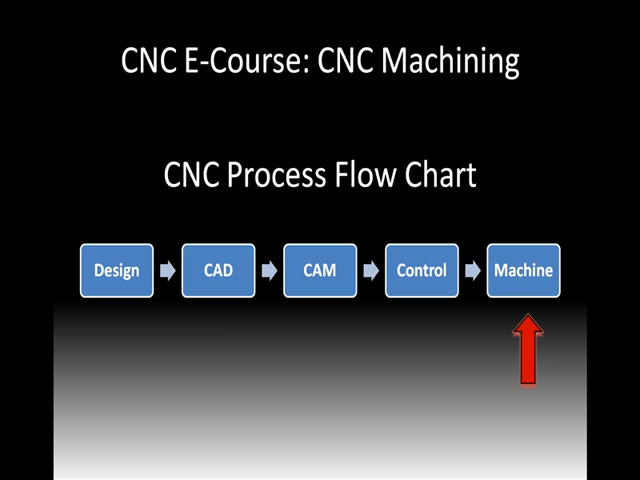 CNC E-Course: CNC Machining
CNC Process Flow Chart
Design
CAD
CAM
Control
Machine